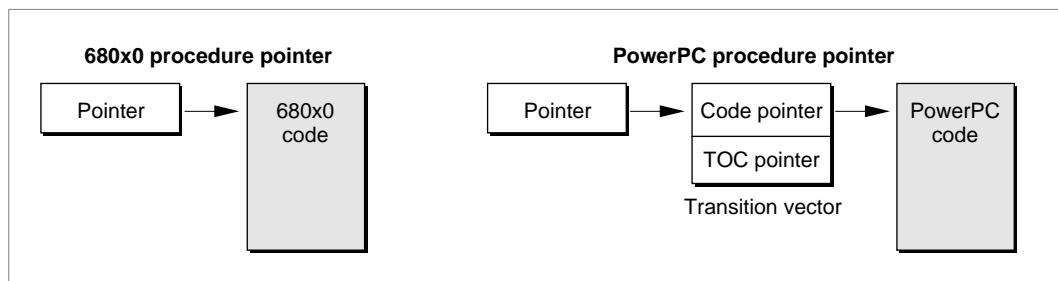 680x0 procedure pointer
Pointer
680x0
code
PowerPC procedure pointer
Pointer
Code pointer
TOC pointer
Transition vector
PowerPC
code